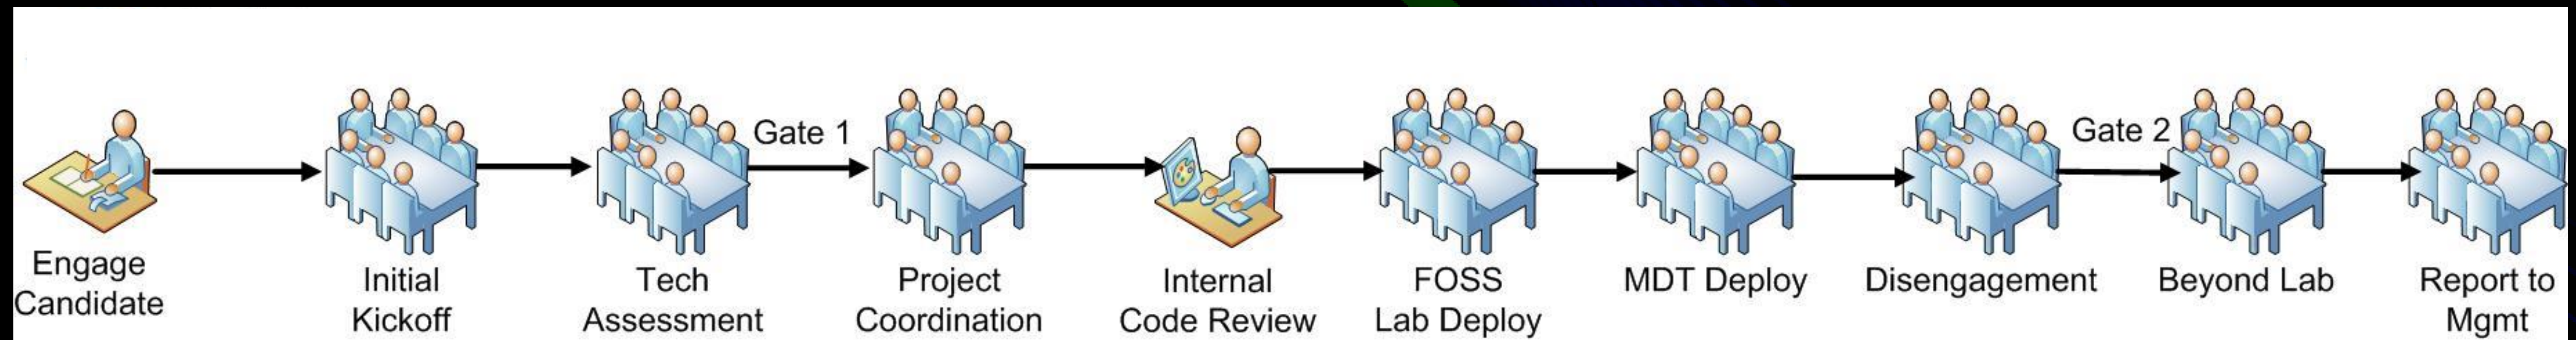 Gate 1
Gate 2
Engage
Candidate
Initial
Kickoff
Tech
Assessment
Project
Coordination
Internal
Code Review
FOSS
Lab Deploy
MDT Deploy
Disengagement
Beyond Lab
Report to
Mgmt